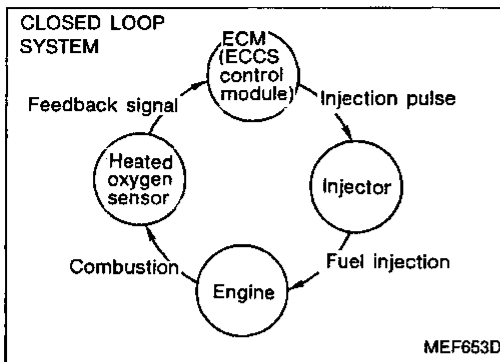 CLOSED LOOP
SYSTEM
ECM
(ECCS
control
module)
Feedback signal
Injection pulse
Heated
oxygen
sensor
Injector
Combustion
Fuel injection
Engine
MEF653D